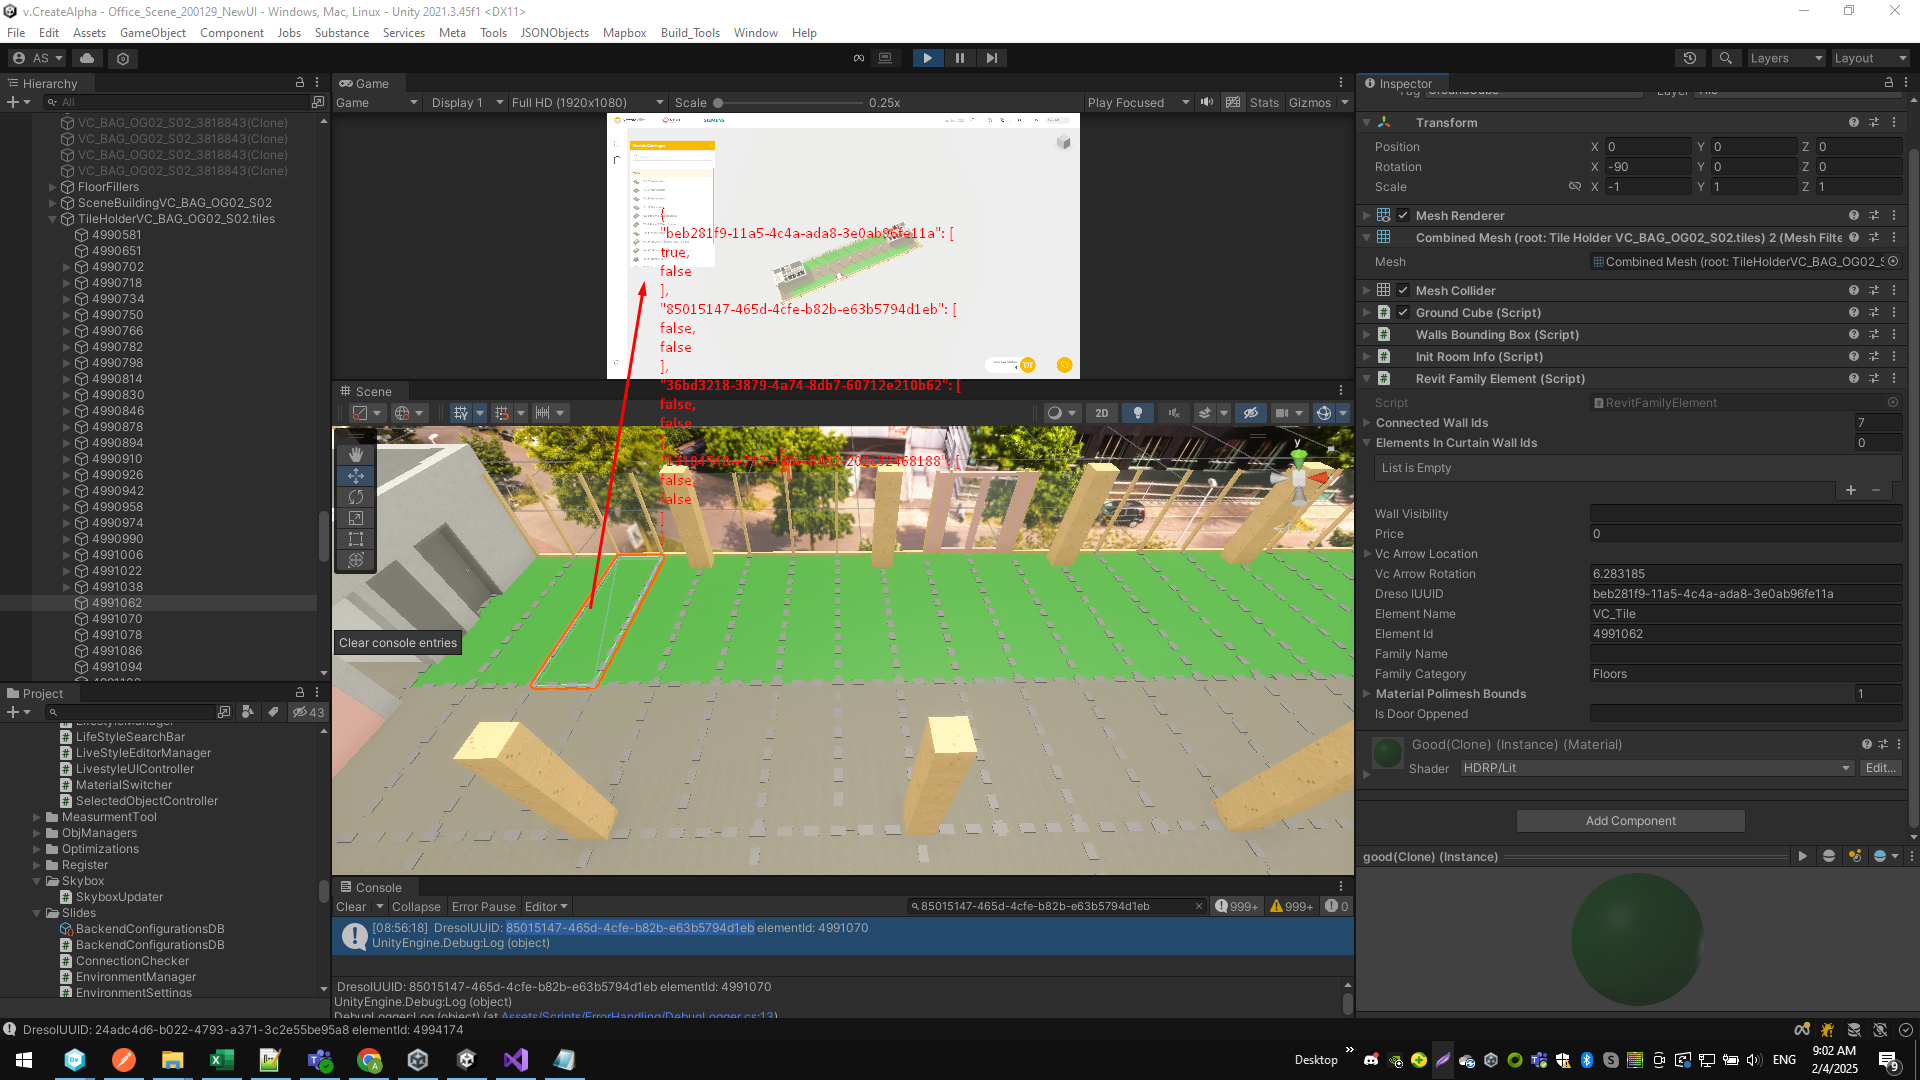 v.CreateAlpha - Office_Scene_200129_NewUI - Windows, Mac, Linux - Unity 2021.3.45f1 <DX11>
File Edit Assets GameObject Component Jobs Substance Services Meta Tools JSONObjects Mapbox Build_Tools Window Help
AS
Layers
Layout
Hierarchy
All
VC_BAG_OG02_S02_3818843(Clone)
VC_BAG_OG02_S02_3818843(Clone)
VC_BAG_OG02_S02_3818843(Clone)
VC_BAG_OG02_S02_3818843(Clone)
FloorFillers
SceneBuildingVC_BAG_OG02_S02
TileHolderVC_BAG_OG02_S02.tiles
4990581
4990651
4990702
4990718
4990734
4990750
4990766
4990782
4990798
4990814
4990830
4990846
4990878
4990894
4990910
4990926
4990942
4990958
4990974
4990990
4991006
4991022
4991038
4991062
4991070
4991078
4991086
4991094
Project
43
LifeStyleSearchBar
LiveStyleEditorManager
LivestyleUIController
MaterialSwitcher
SelectedObjectController
MeasurmentTool
ObjManagers
Optimizations
Register
Skybox
SkyboxUpdater
Slides
BackendConfigurationsDB
BackendConfigurationsDB
ConnectionChecker
EnvironmentManager
EnvironmentSettings
Game
Game Display 1 Full HD (1920x1080) Scale 0.25x Play Focused Stats Gizmos
SIEMENS
{
"beb281f9-11a5-4c4a-ada8-3e0ab96fe11a": [
true,
false
],
"85015147-465d-4cfe-b82b-e63b5794d1eb": [
false,
false
],
"36bd3218-3879-4a74-8db7-60712e210b62": [
false,
false
false,
false
]
Scene
2D
y
Clear console entries
Console
Clear Collapse Error Pause Editor
85015147-465d-4cfe-b82b-e63b5794d1eb
999+ 999+ 0
[08:56:18] DresoIUUID: 85015147-465d-4cfe-b82b-e63b5794d1eb elementId: 4991070
UnityEngine.Debug:Log (object)
DresoIUUID: 85015147-465d-4cfe-b82b-e63b5794d1eb elementId: 4991070
UnityEngine.Debug:Log (object)
DebugLogger:Log (object) (at Assets/Scripts/ErrorHandling/DebugLogger.cs:13)
DresoIUUID: 24adc4d6-b022-4793-a371-3c2e55be95a8 elementId: 4994174
Inspector
Transform
Position X 0 Y 0 Z 0
Rotation X -90 Y 0 Z 0
Scale X -1 Y 1 Z 1
Mesh Renderer
Combined Mesh (root: Tile Holder VC_BAG_OG02_S02.tiles) 2 (Mesh Filte
Mesh Combined Mesh (root: TileHolderVC_BAG_OG02_S
Mesh Collider
Ground Cube (Script)
Walls Bounding Box (Script)
Init Room Info (Script)
Revit Family Element (Script)
Script RevitFamilyElement
Connected Wall Ids 7
Elements In Curtain Wall Ids 0
List is Empty
+ −
Wall Visibility
Price 0
Vc Arrow Location
Vc Arrow Rotation 6.283185
Dreso IUUID beb281f9-11a5-4c4a-ada8-3e0ab96fe11a
Element Name VC_Tile
Element Id 4991062
Family Name
Family Category Floors
Material Polimesh Bounds 1
Is Door Oppened
Good(Clone) (Instance) (Material)
Shader HDRP/Lit Edit...
Add Component
good(Clone) (Instance)
Desktop
ENG
9:02 AM
2/4/2025
9